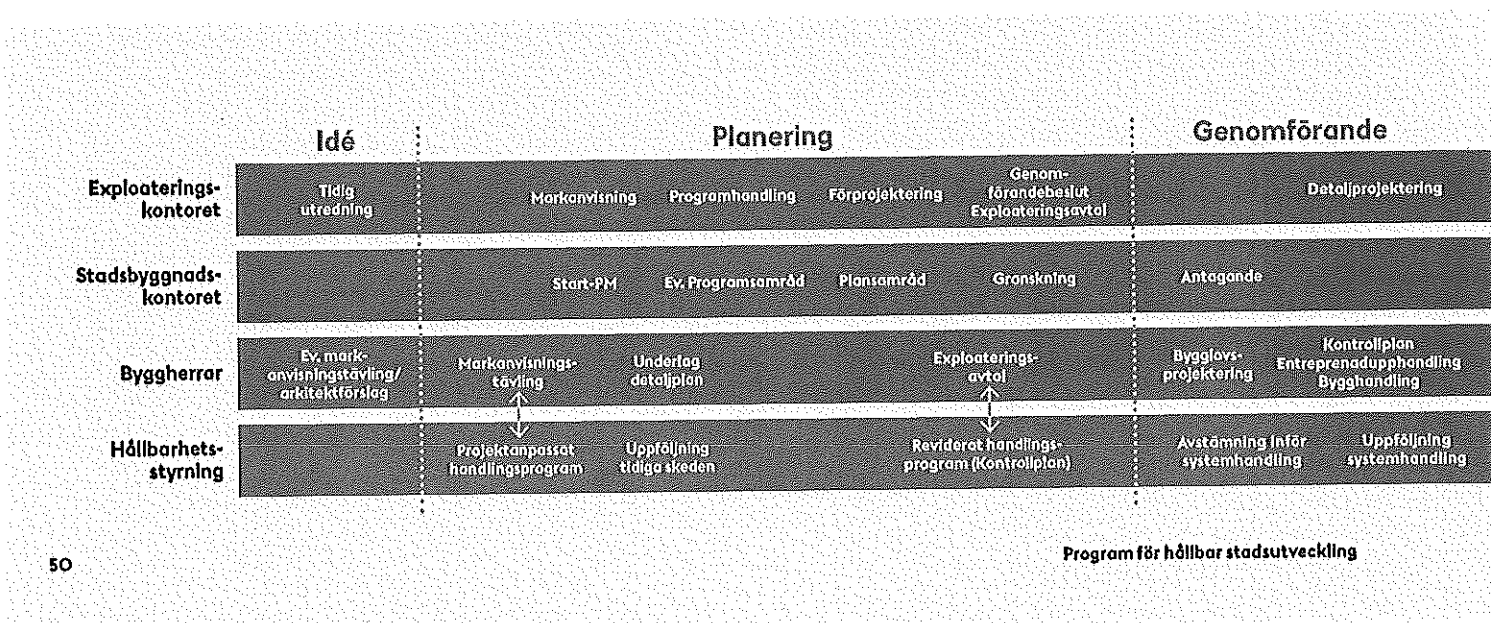 Idé
Planering
Genomförande
Exploaterings-
kontoret
Tidig
utredning
Markanvisning
Programhandling
Förprojektering
Genom-
förandebeslut
Exploateringsavtal
Detaljprojektering
Stadsbyggnads-
kontoret
Start-PM
Ev. Programsamråd
Plansamråd
Granskning
Antagande
Byggherrar
Ev. mark-
anvisningstävling/
arkitektförslag
Markanvisnings-
tävling
Underlag
detaljplan
Exploaterings-
avtal
Bygglovs-
projektering
Kontrollplan
Entreprenadupphandling
Bygghandling
Hållbarhets-
styrning
Projektanpassat
handlingsprogram
Uppföljning
tidiga skeden
Reviderat handlings-
program (Kontrollplan)
Avstämning inför
systemhandling
Uppföljning
systemhandling
50
Program för hållbar stadsutveckling